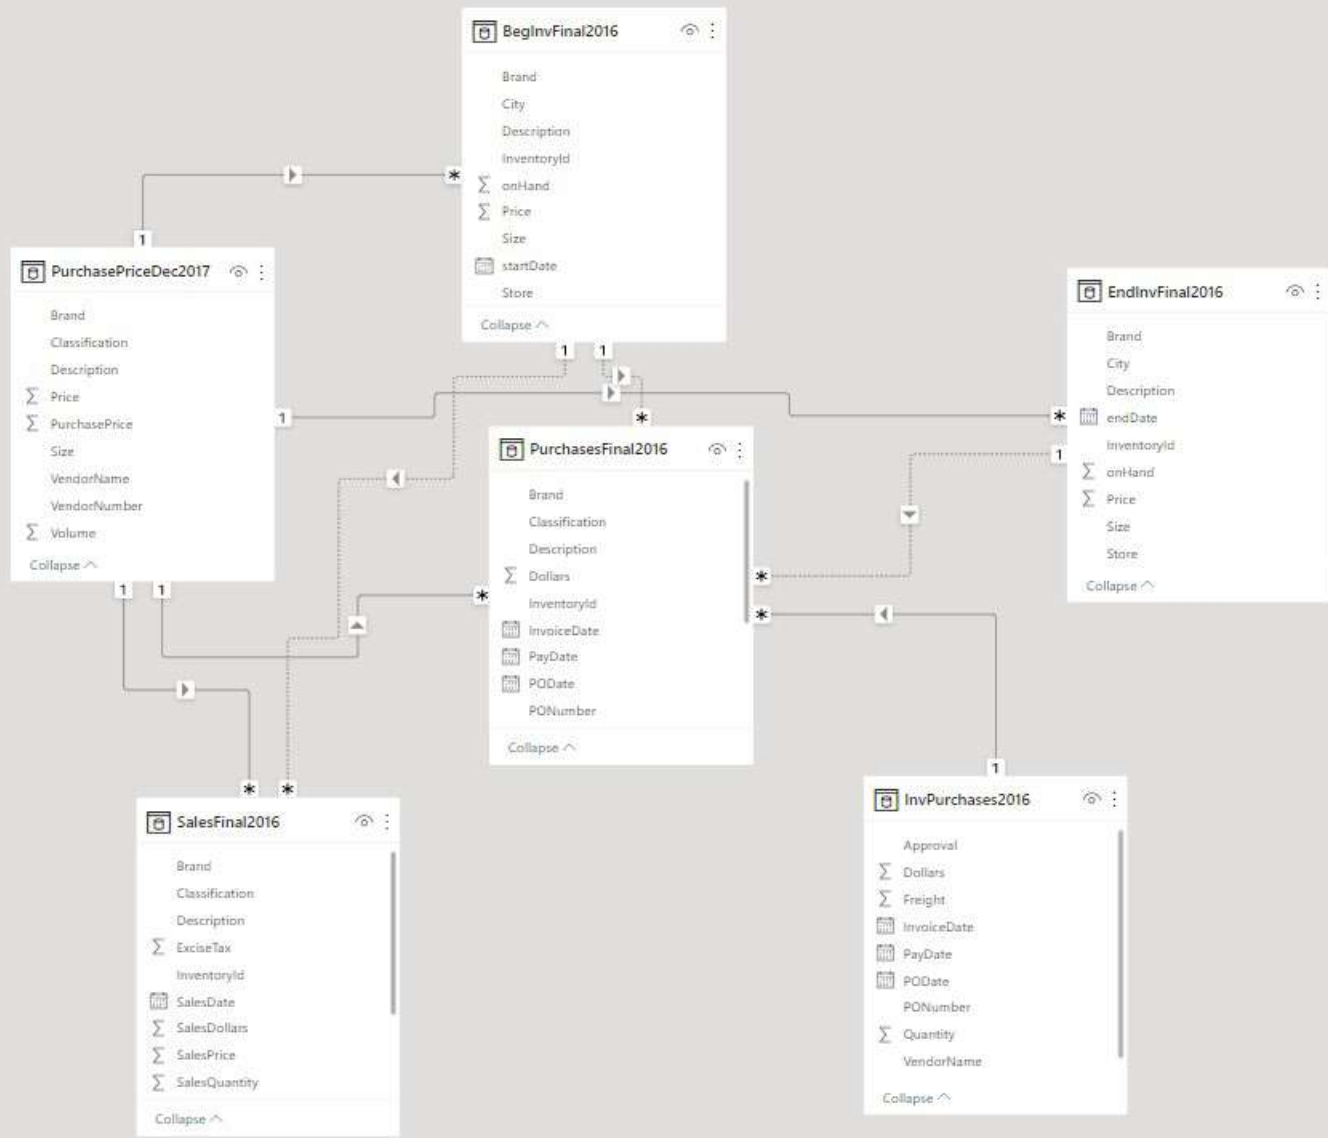 BegInvFinal2016
Brand
City
Description
InventoryId
onHand
Price
Size
startDate
Store
Collapse
1
1
*
1
PurchasePriceDec2017
Brand
Classification
Description
Price
PurchasePrice
Size
VendorName
VendorNumber
Volume
Collapse
1
1
1
EndInvFinal2016
Brand
City
Description
endDate
InventoryId
onHand
Price
Size
Store
Collapse
*
1
*
PurchasesFinal2016
Brand
Classification
Description
Dollars
InventoryId
InvoiceDate
PayDate
PODate
PONumber
Collapse
*
*
*
*
*
SalesFinal2016
Brand
Classification
Description
ExciseTax
InventoryId
SalesDate
SalesDollars
SalesPrice
SalesQuantity
Collapse
1
InvPurchases2016
Approval
Dollars
Freight
InvoiceDate
PayDate
PODate
PONumber
Quantity
VendorName
Collapse